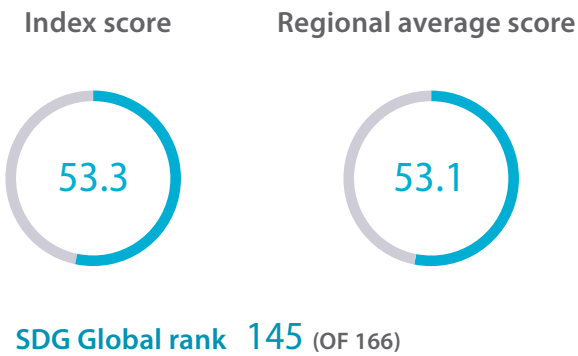 Index score
Regional average score
53.3
53.1
SDG Global rank 145 (OF 166)